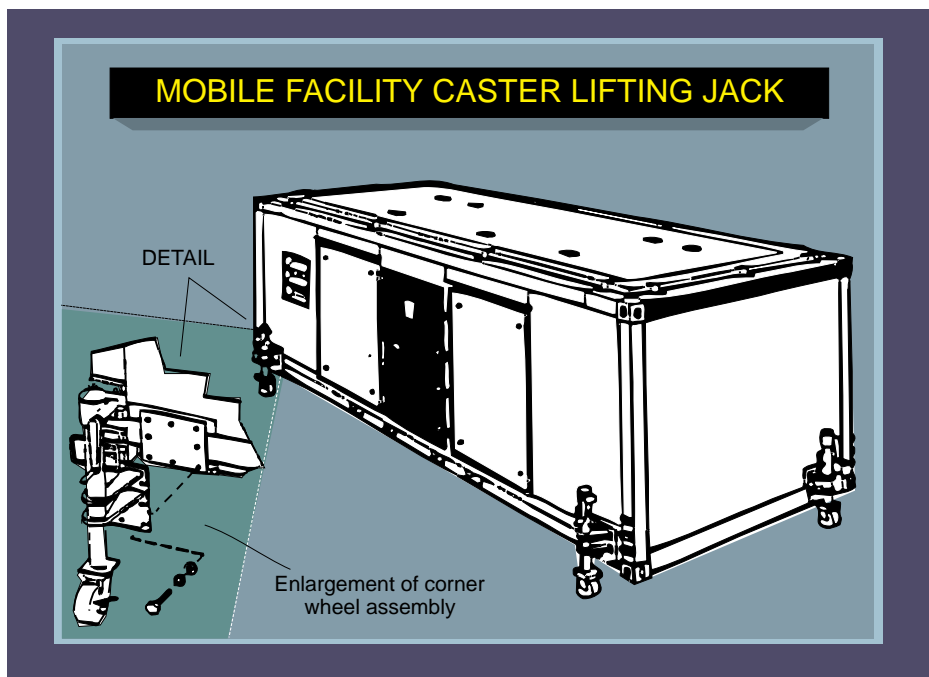 MOBILE FACILITY CASTER LIFTING JACK
DETAIL
Enlargement of corner
wheel assembly